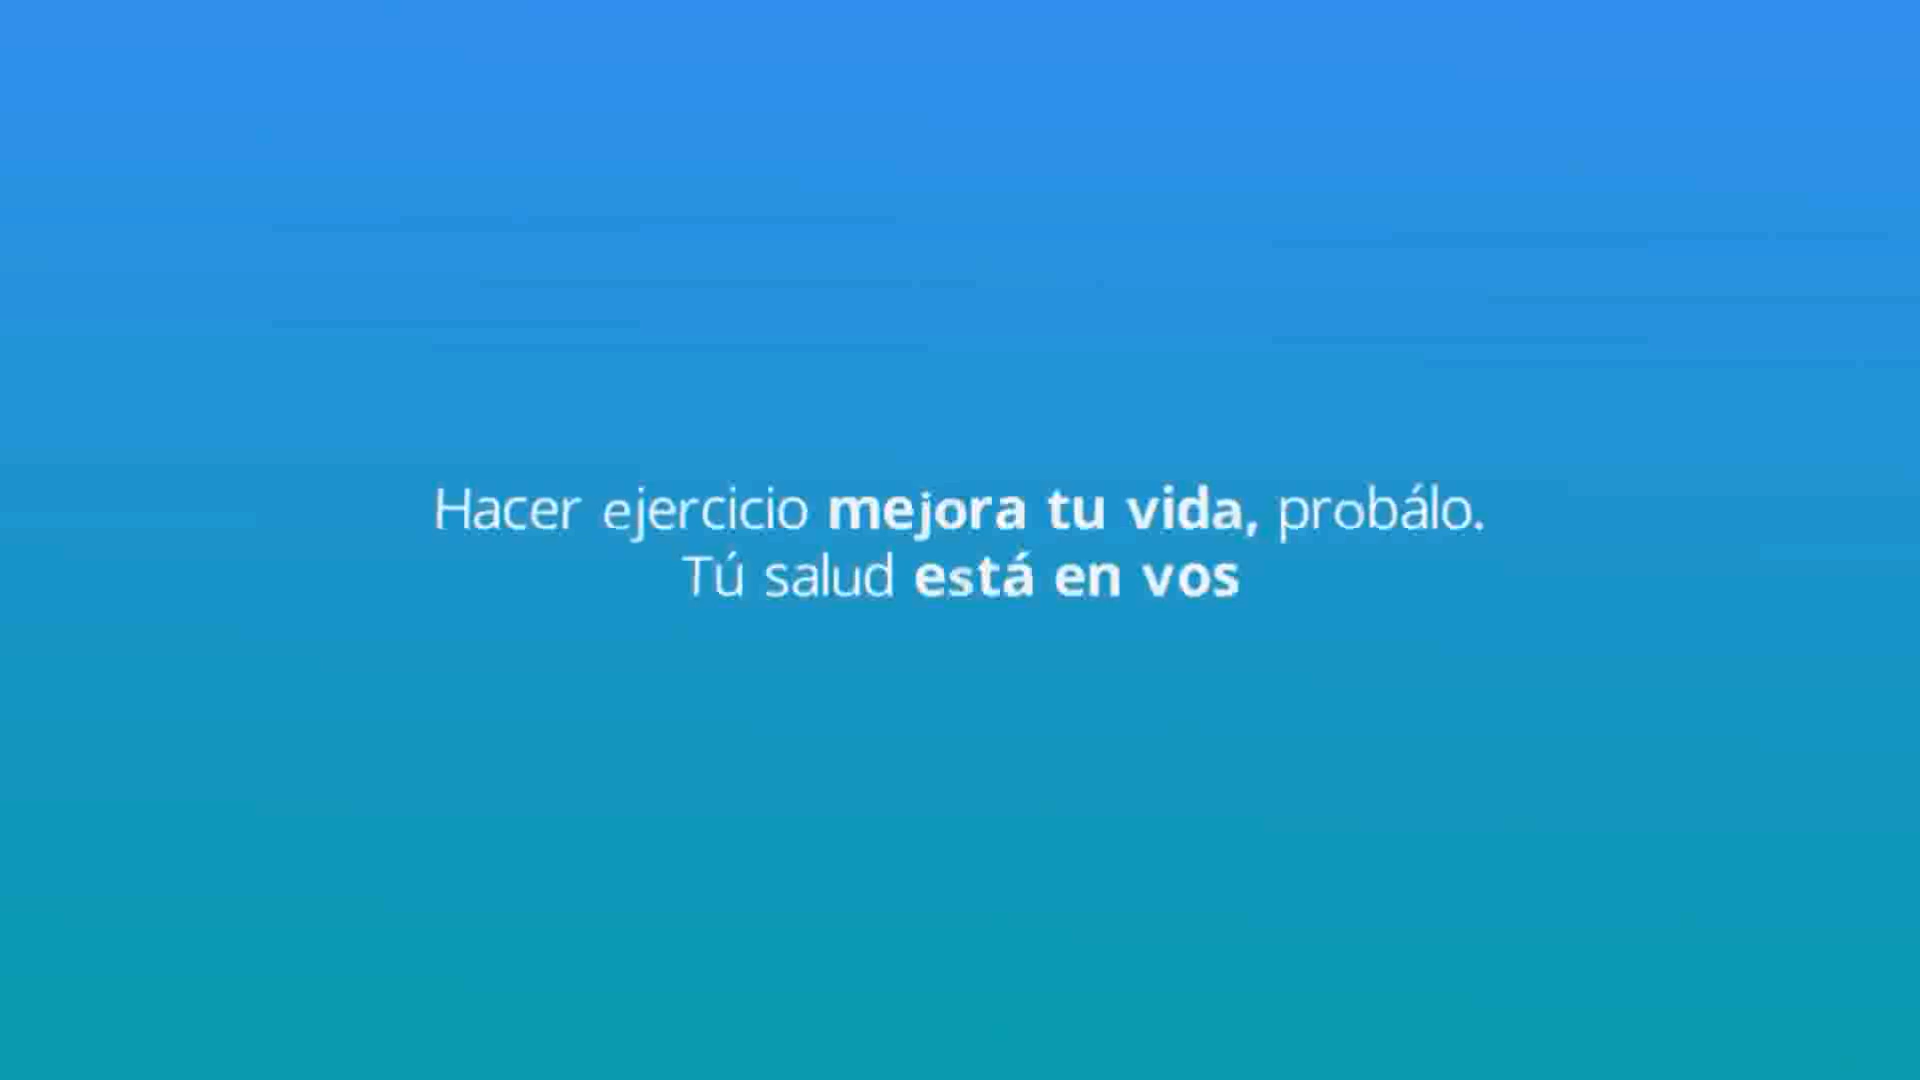 Hacer ejercicio mejora tu vida, probálo.
Tú salud está en vos